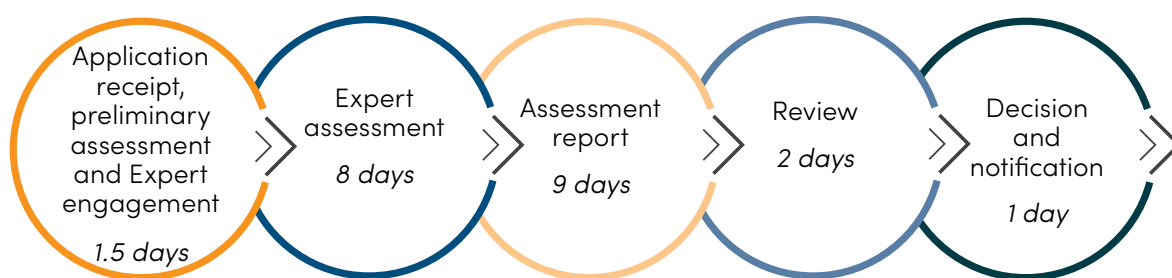 Application
receipt,
preliminary
assessment
and Expert
engagement
1.5 days
Expert
assessment
8 days
Assessment
report
9 days
Review
2 days
Decision
and
notification
1 day